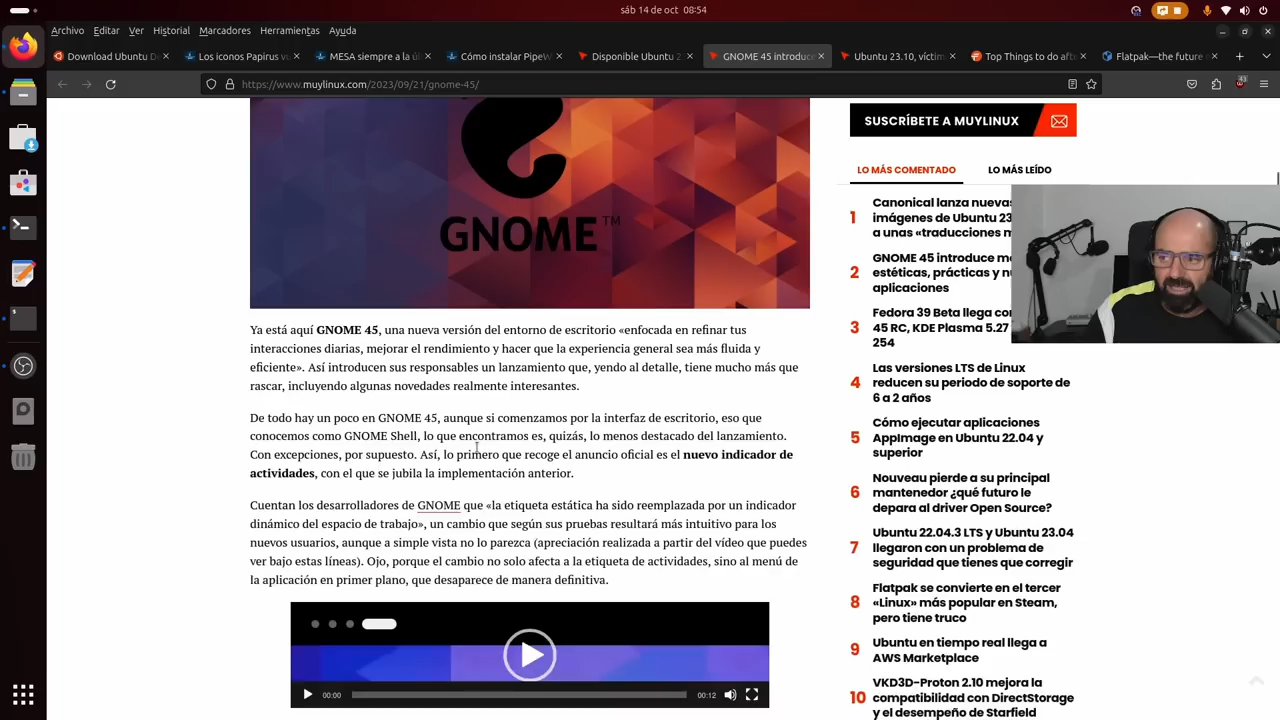 sáb 14 de oct 08:54
Archivo Editar Ver Historial Marcadores Herramientas Ayuda
Download Ubuntu De
Los iconos Papirus vu
MESA siempre a la úl
Cómo instalar PipeW
Disponible Ubuntu 2
GNOME 45 introduce
Ubuntu 23.10, víctim
Top Things to do afte
Flatpak—the future o
https://www.muylinux.com/2023/09/21/gnome-45/
43
GNOME™
Ya está aquí GNOME 45, una nueva versión del entorno de escritorio «enfocada en refinar tus
interacciones diarias, mejorar el rendimiento y hacer que la experiencia general sea más fluida y
eficiente». Así introducen sus responsables un lanzamiento que, yendo al detalle, tiene mucho más que
rascar, incluyendo algunas novedades realmente interesantes.
De todo hay un poco en GNOME 45, aunque si comenzamos por la interfaz de escritorio, eso que
conocemos como GNOME Shell, lo que encontramos es, quizás, lo menos destacado del lanzamiento.
Con excepciones, por supuesto. Así, lo primero que recoge el anuncio oficial es el nuevo indicador de
actividades, con el que se jubila la implementación anterior.
Cuentan los desarrolladores de GNOME que «la etiqueta estática ha sido reemplazada por un indicador
dinámico del espacio de trabajo», un cambio que según sus pruebas resultará más intuitivo para los
nuevos usuarios, aunque a simple vista no lo parezca (apreciación realizada a partir del vídeo que puedes
ver bajo estas líneas). Ojo, porque el cambio no solo afecta a la etiqueta de actividades, sino al menú de
la aplicación en primer plano, que desaparece de manera definitiva.
00:00
00:12
SUSCRÍBETE A MUYLINUX
LO MÁS COMENTADO LO MÁS LEÍDO
1 Canonical lanza nuevas
imágenes de Ubuntu 23
a unas «traducciones m
2 GNOME 45 introduce me
estéticas, prácticas y nu
aplicaciones
3 Fedora 39 Beta llega con
45 RC, KDE Plasma 5.27
254
4 Las versiones LTS de Linux
reducen su periodo de soporte de
6 a 2 años
5 Cómo ejecutar aplicaciones
AppImage en Ubuntu 22.04 y
superior
6 Nouveau pierde a su principal
mantenedor ¿qué futuro le
depara al driver Open Source?
7 Ubuntu 22.04.3 LTS y Ubuntu 23.04
llegaron con un problema de
seguridad que tienes que corregir
8 Flatpak se convierte en el tercer
«Linux» más popular en Steam,
pero tiene truco
9 Ubuntu en tiempo real llega a
AWS Marketplace
10 VKD3D-Proton 2.10 mejora la
compatibilidad con DirectStorage
y el desempeño de Starfield